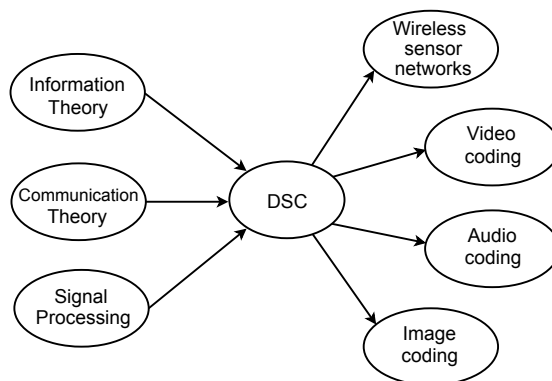 Information
Theory
Communication
Theory
Signal
Processing
DSC
Wireless
sensor
networks
Video
coding
Audio
coding
Image
coding